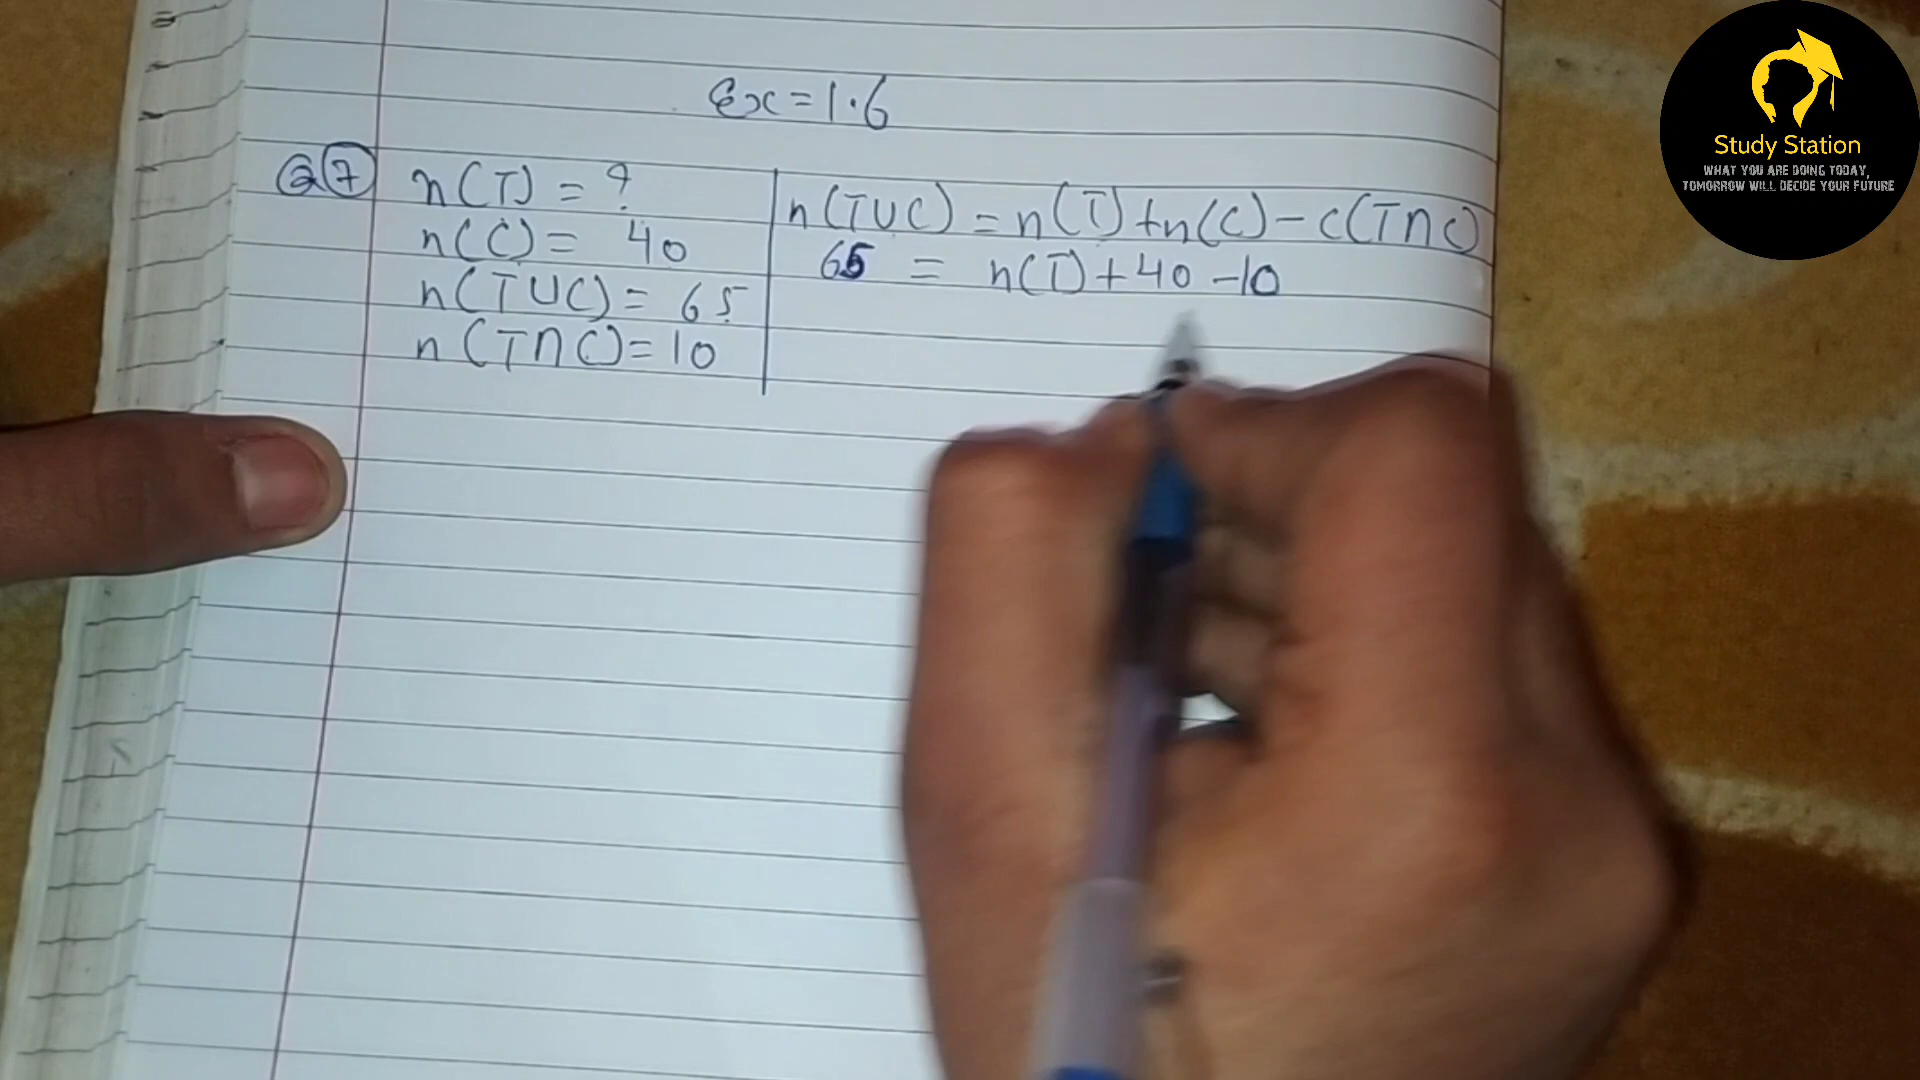 Ex = 1.6
Q7 n(T) = ?
n(C) = 40
n(TUC) = 65
n(T∩C) = 10
n(TUC) = n(T) + n(C) - c(T∩C)
65 = n(T) + 40 - 10
Study Station
WHAT YOU ARE DOING TODAY,
TOMORROW WILL DECIDE YOUR FUTURE